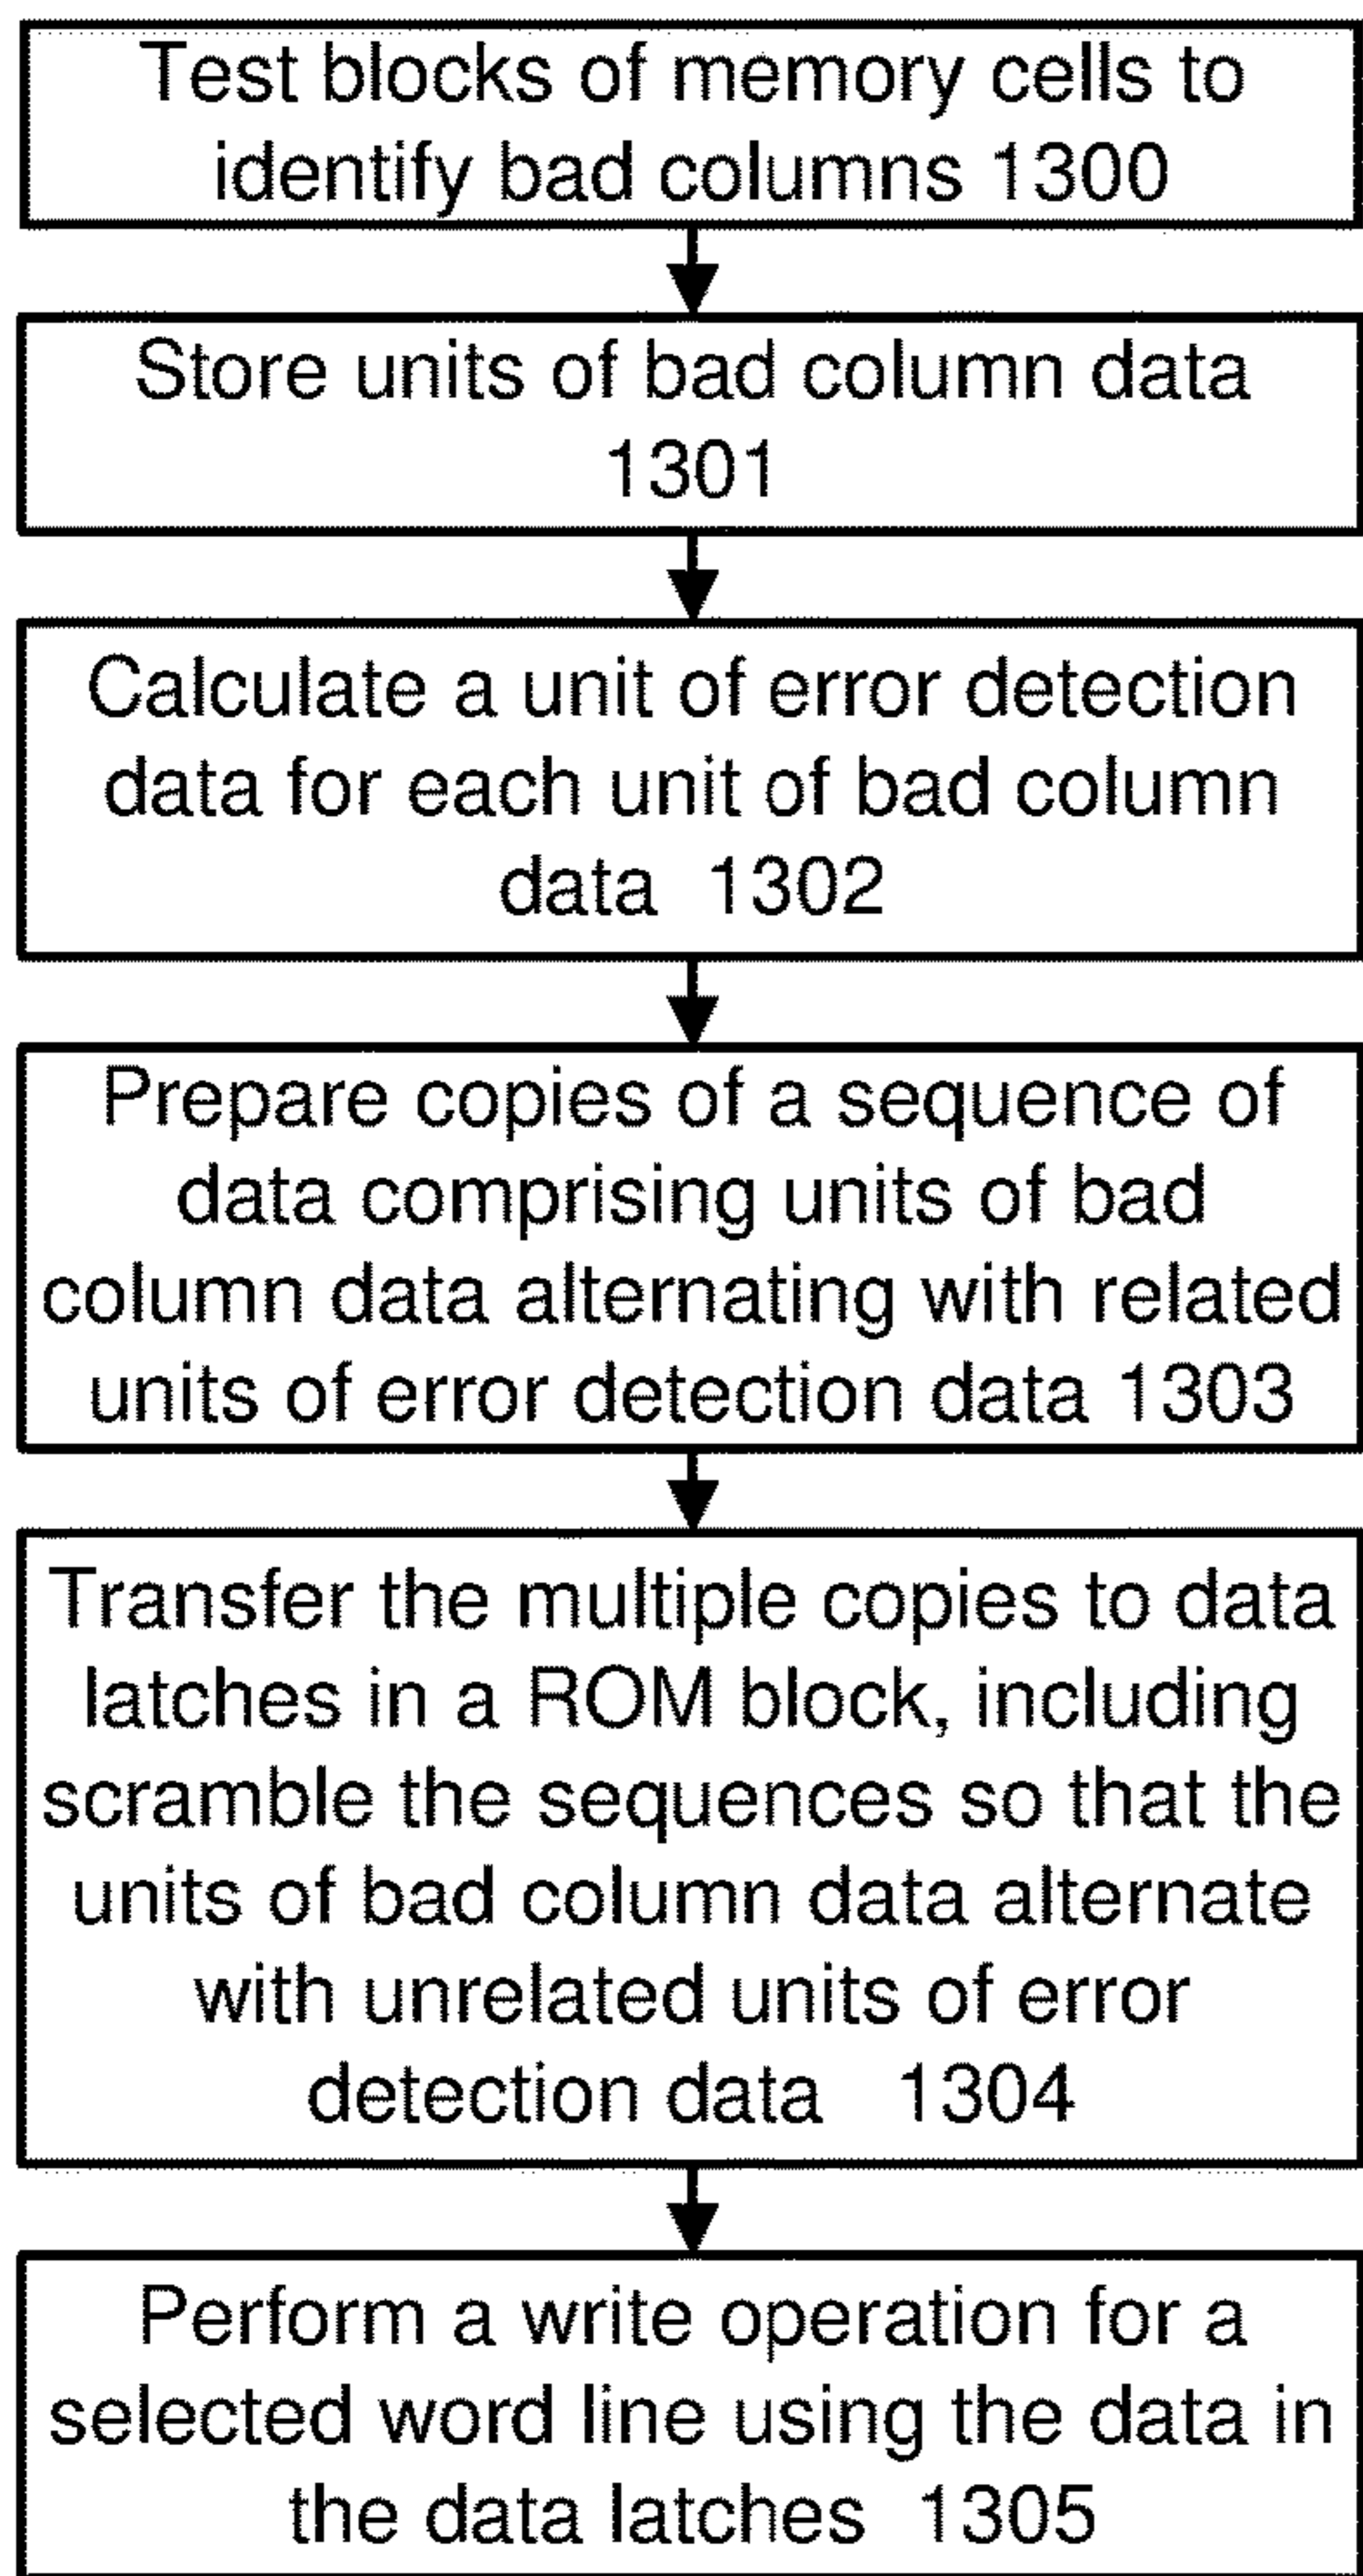 Test blocks of memory cells to
identify bad columns 1300
Store units of bad column data
1301
Calculate a unit of error detection
data for each unit of bad column
data 1302
Prepare copies of a sequence of
data comprising units of bad
column data alternating with related
units of error detection data 1303
Transfer the multiple copies to data
latches in a ROM block, including
scramble the sequences so that the
units of bad column data alternate
with unrelated units of error
detection data 1304
Perform a write operation for a
selected word line using the data in
the data latches 1305